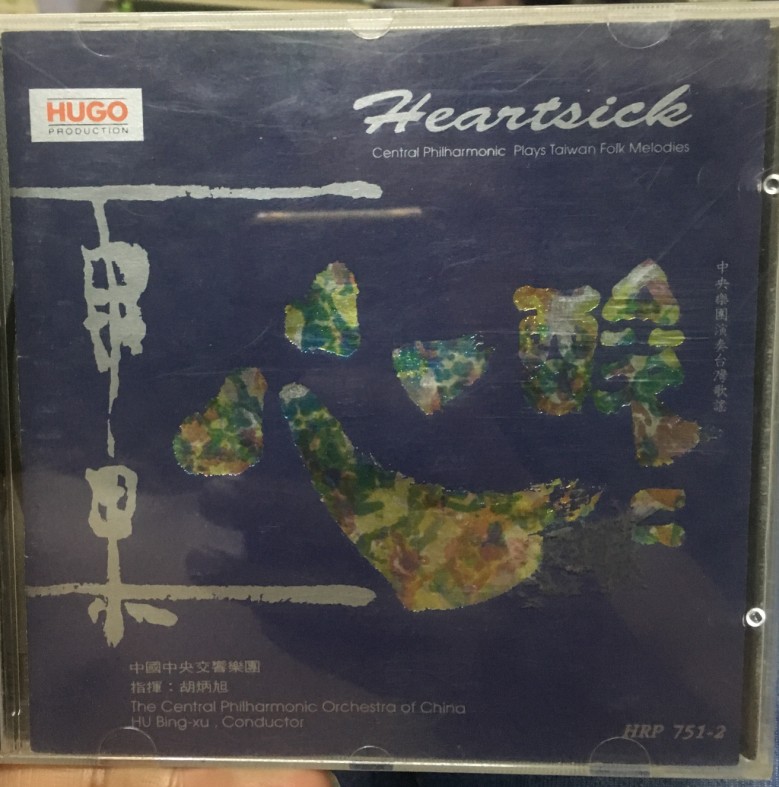 HUGO
PRODUCTION
Heartsick
Central Philharmonic Plays Taiwan Folk Melodies
中央樂團演奏台灣歌謠
心酸
中國中央交響樂團
指揮：胡炳旭
The Central Philharmonic Orchestra of China
HU Bing-xu , Conductor
HRP 751-2